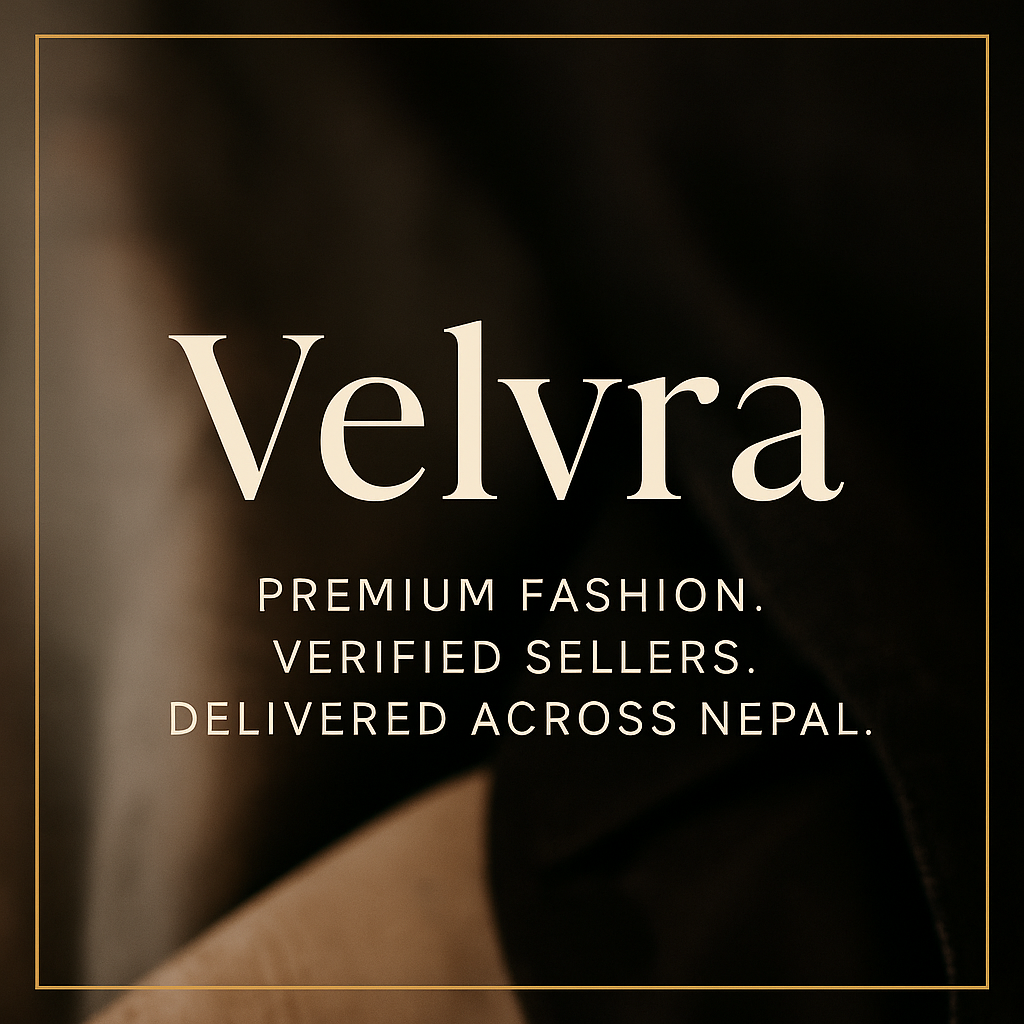 Velvra
PREMIUM FASHION.
VERIFIED SELLERS.
DELIVERED ACROSS NEPAL.